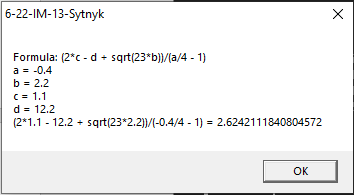 6-22-IM-13-Sytnyk
Formula: (2*c - d + sqrt(23*b))/(a/4 - 1)
a = -0.4
b = 2.2
c = 1.1
d = 12.2
(2*1.1 - 12.2 + sqrt(23*2.2))/(-0.4/4 - 1) = 2.6242111840804572
OK